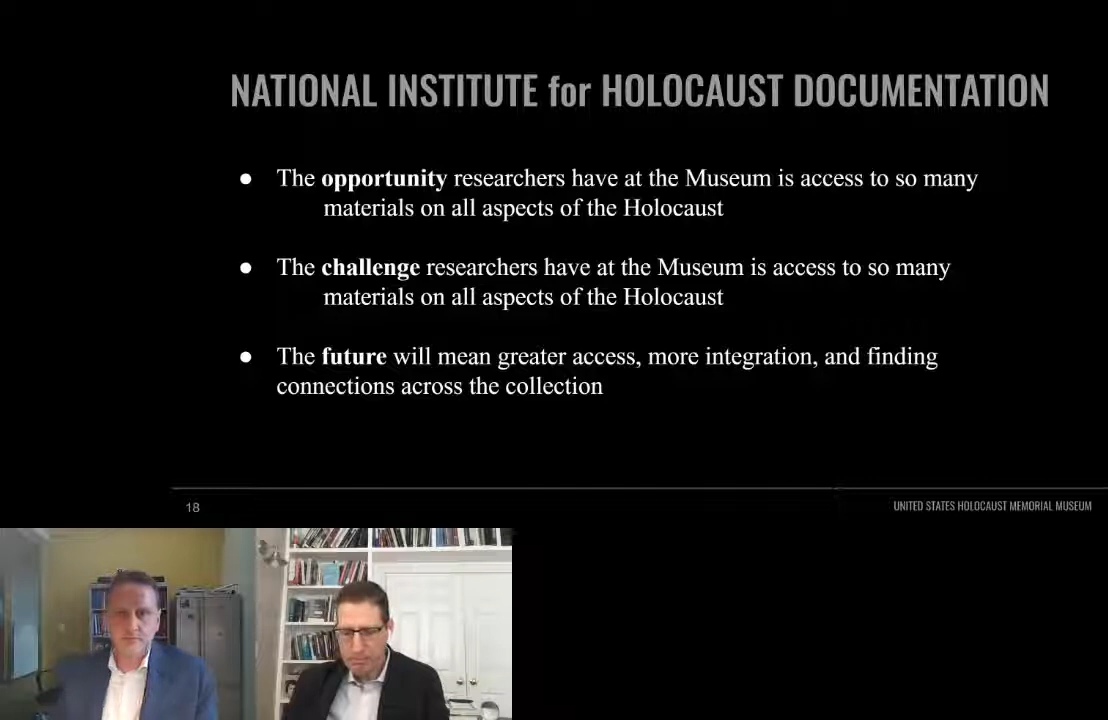 NATIONAL INSTITUTE for HOLOCAUST DOCUMENTATION
● The opportunity researchers have at the Museum is access to so many
materials on all aspects of the Holocaust
● The challenge researchers have at the Museum is access to so many
materials on all aspects of the Holocaust
● The future will mean greater access, more integration, and finding
connections across the collection
18
UNITED STATES HOLOCAUST MEMORIAL MUSEUM